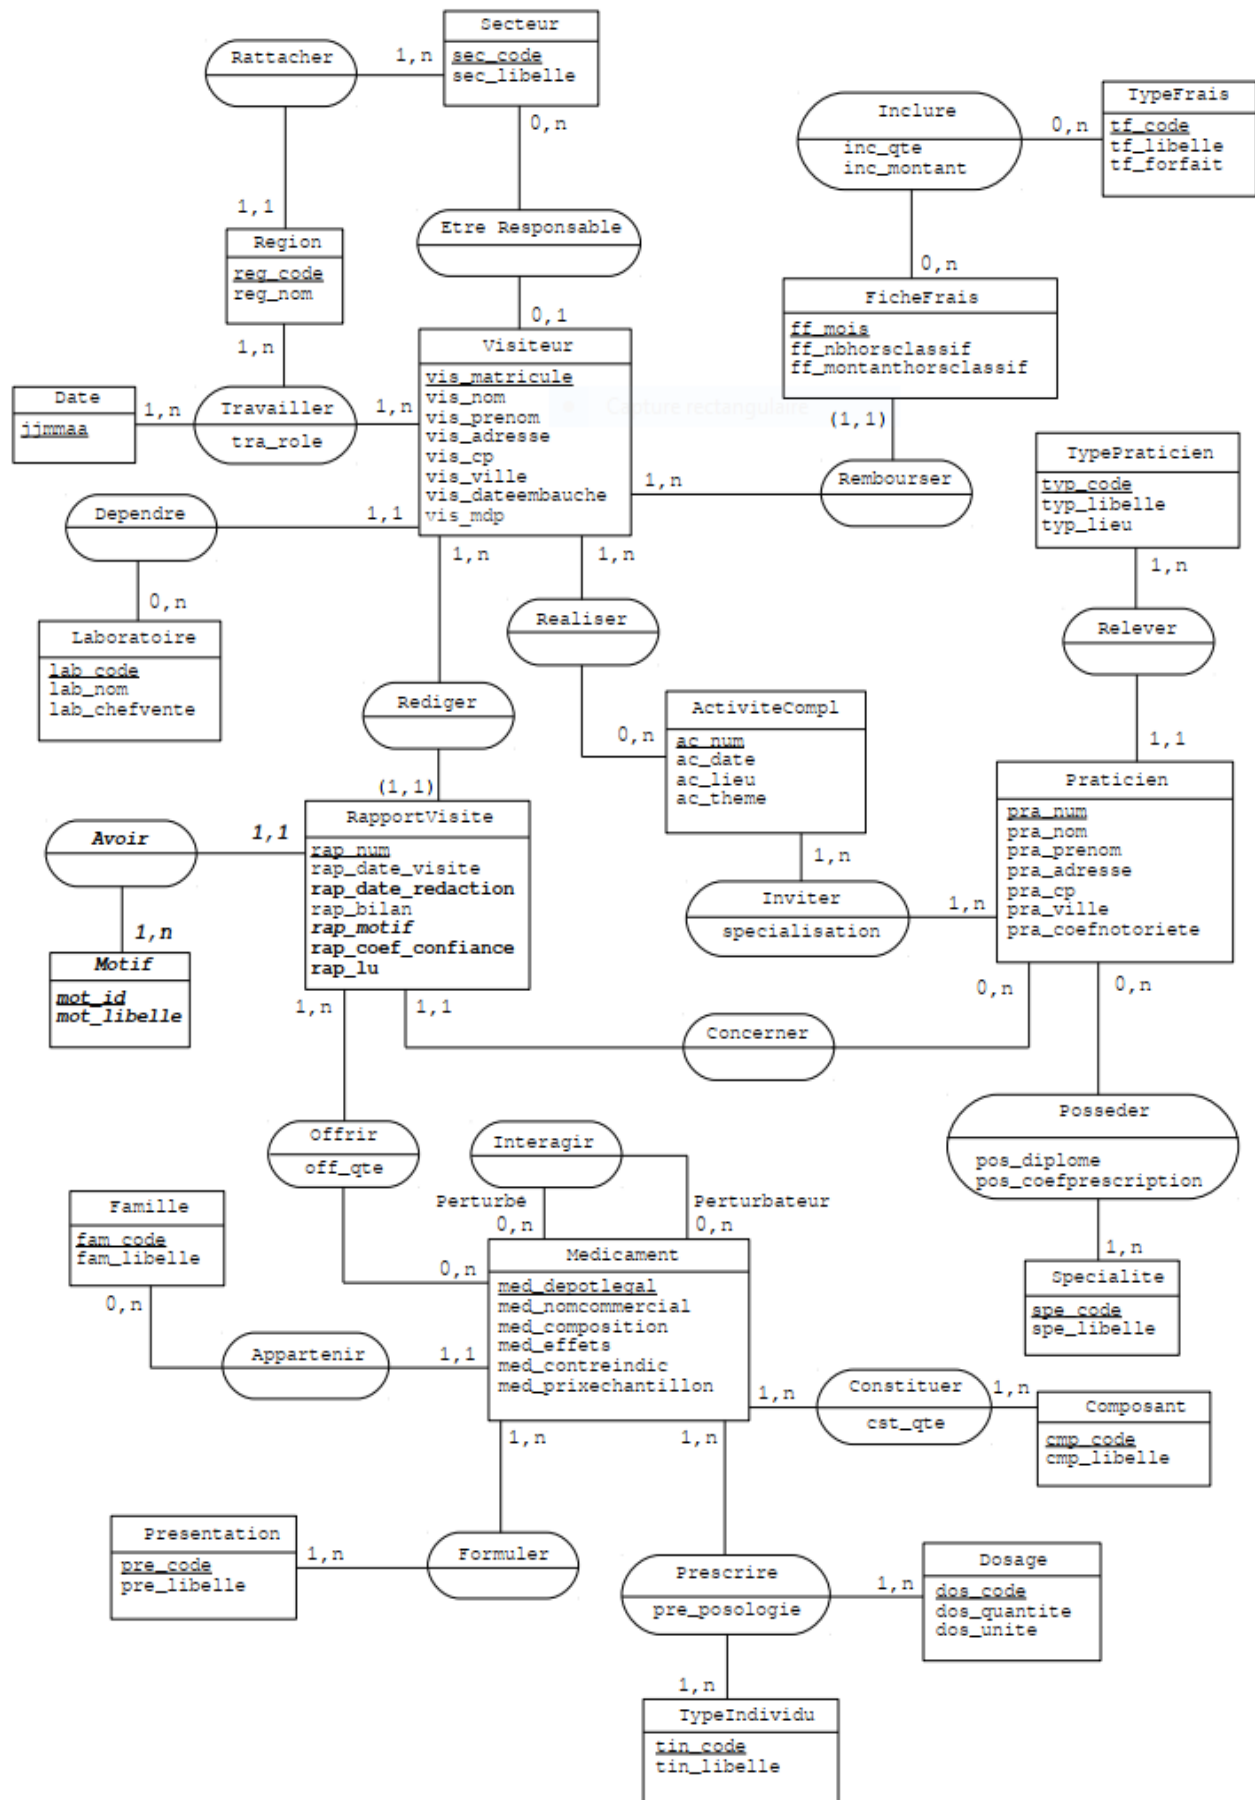 Secteur
sec_code
sec_libelle
Rattacher
1,n
0,n
Inclure
inc_qte
inc_montant
0,n
TypeFrais
tf_code
tf_libelle
tf_forfait
1,1
Etre Responsable
Region
reg_code
reg_nom
0,n
FicheFrais
ff_mois
ff_nbhorsclassif
ff_montanthorsclassif
0,1
1,n
Visiteur
vis_matricule
vis_nom
vis_prenom
vis_adresse
vis_cp
vis_ville
vis_dateembauche
vis_mdp
Capture rectangulaire
Date
jjmmaa
1,n
Travailler
tra_role
1,n
(1,1)
Rembourser
1,n
TypePraticien
typ_code
typ_libelle
typ_lieu
Dependre
1,1
1,n
1,n
1,n
0,n
Realiser
Relever
Laboratoire
lab_code
lab_nom
lab_chefvente
Rediger
ActiviteCompl
ac_num
ac_date
ac_lieu
ac_theme
0,n
1,1
(1,1)
Praticien
pra_num
pra_nom
pra_prenom
pra_adresse
pra_cp
pra_ville
pra_coefnotoriete
RapportVisite
rap_num
rap_date_visite
rap_date_redaction
rap_bilan
rap_motif
rap_coef_confiance
rap_lu
Avoir
1,1
1,n
Inviter
specialisation
1,n
1,n
Motif
mot_id
mot_libelle
1,n
1,1
0,n
0,n
Concerner
Offrir
off_qte
Interagir
Posseder
pos_diplome
pos_coefprescription
Perturbé
0,n
Perturbateur
0,n
Famille
fam_code
fam_libelle
0,n
0,n
Medicament
med_depotlegal
med_nomcommercial
med_composition
med_effets
med_contreindic
med_prixechantillon
1,n
Specialite
spe_code
spe_libelle
Appartenir
1,1
1,n
Constituer
cst_qte
1,n
Composant
cmp_code
cmp_libelle
1,n
1,n
Presentation
pre_code
pre_libelle
1,n
Formuler
Prescrire
pre_posologie
1,n
Dosage
dos_code
dos_quantite
dos_unite
1,n
TypeIndividu
tin_code
tin_libelle